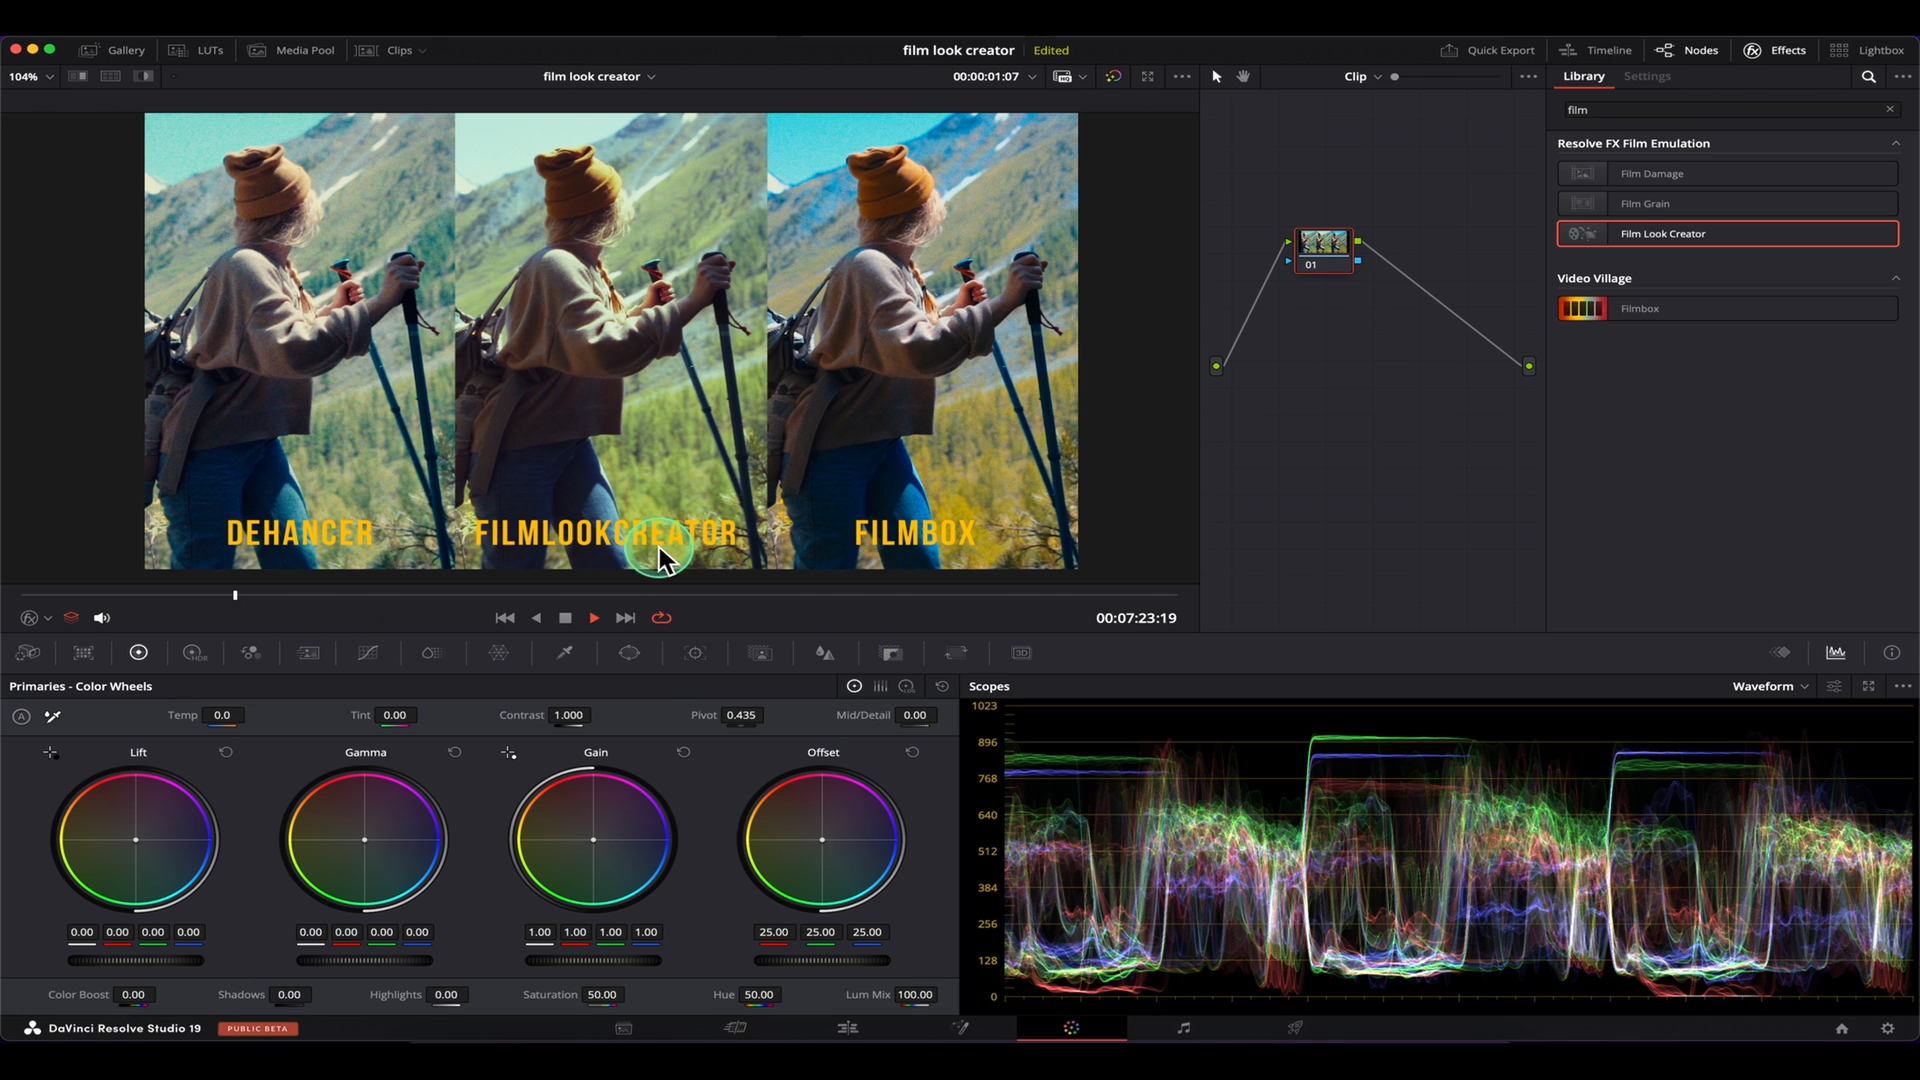 Gallery LUTs Media Pool Clips film look creator Edited Quick Export Timeline Nodes Effects Lightbox
104% film look creator 00:00:01:07 Clip Library Settings
film
Resolve FX Film Emulation
Film Damage
Film Grain
Film Look Creator
Video Village
Filmbox
01
DEHANCER FILMLOOKCREATOR FILMBOX
00:07:23:19
HDR 3D
Primaries - Color Wheels
Scopes Waveform
A Temp 0.0 Tint 0.00 Contrast 1.000 Pivot 0.435 Mid/Detail 0.00
Lift Gamma Gain Offset
0.00 0.00 0.00 0.00 0.00 0.00 0.00 0.00 1.00 1.00 1.00 1.00 25.00 25.00 25.00
Color Boost 0.00 Shadows 0.00 Highlights 0.00 Saturation 50.00 Hue 50.00 Lum Mix 100.00
1023
896
768
640
512
384
256
128
0
DaVinci Resolve Studio 19 PUBLIC BETA